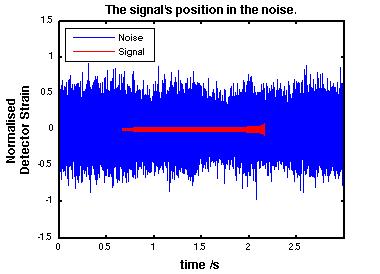 The signal's position in the noise.
Noise
Signal
Normalised
Detector Strain
1.5
1
0.5
0
-0.5
-1
-1.5
0 0.5 1 1.5 2 2.5
time /s